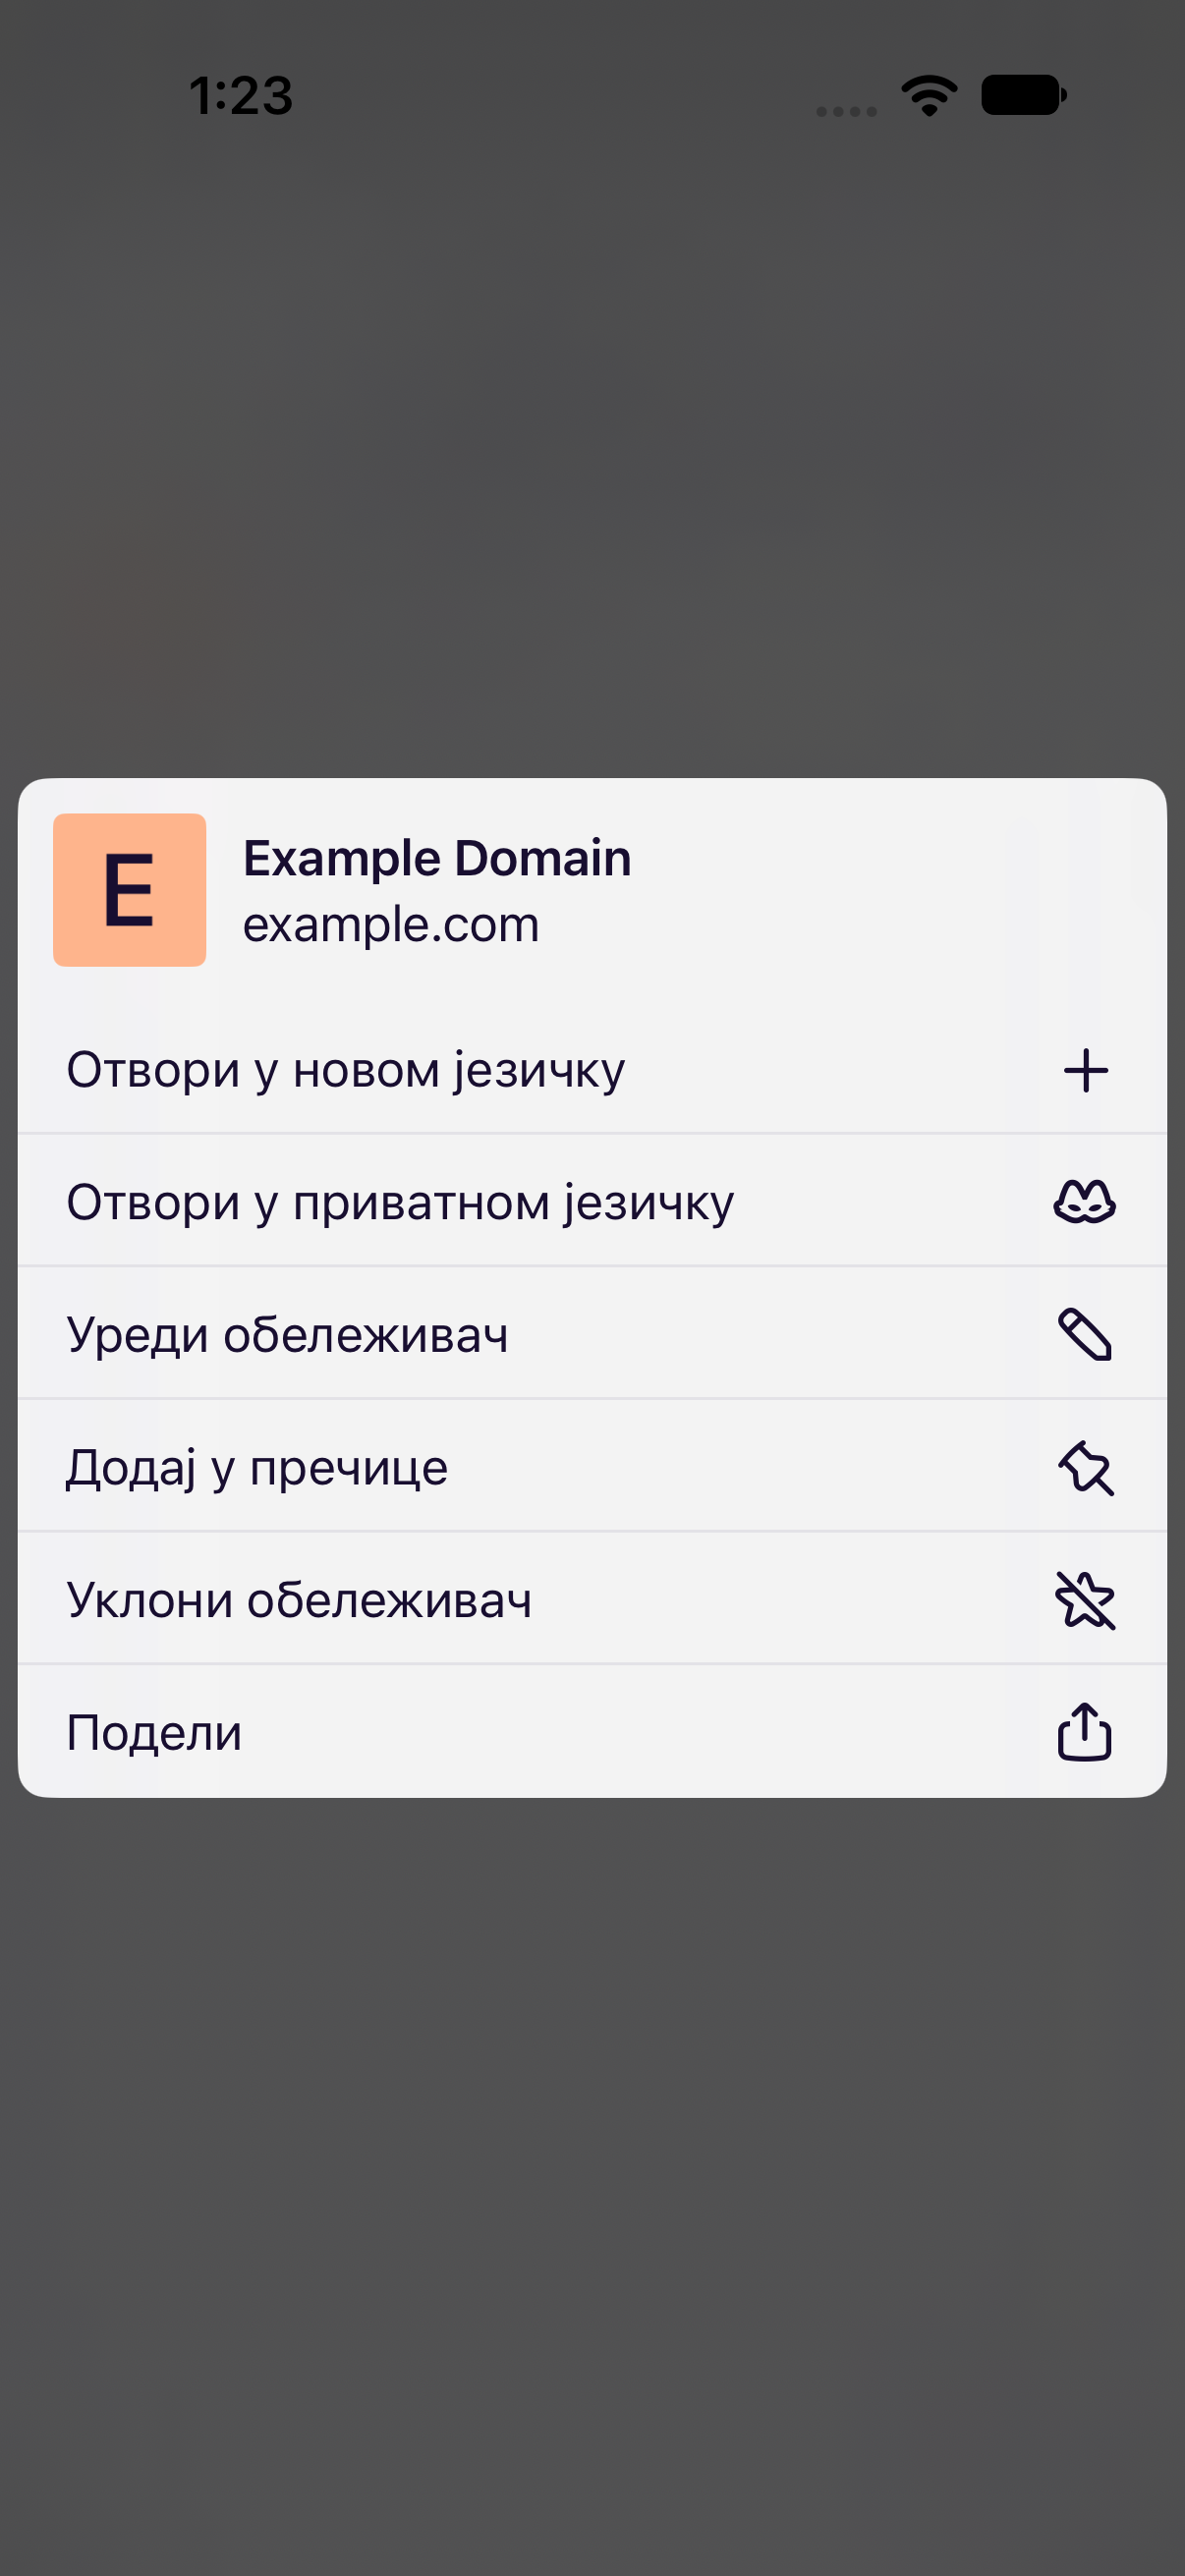 1:23
E
Example Domain
example.com
Отвори у новом језичку
Отвори у приватном језичку
Уреди обележивач
Додај у пречице
Уклони обележивач
Подели